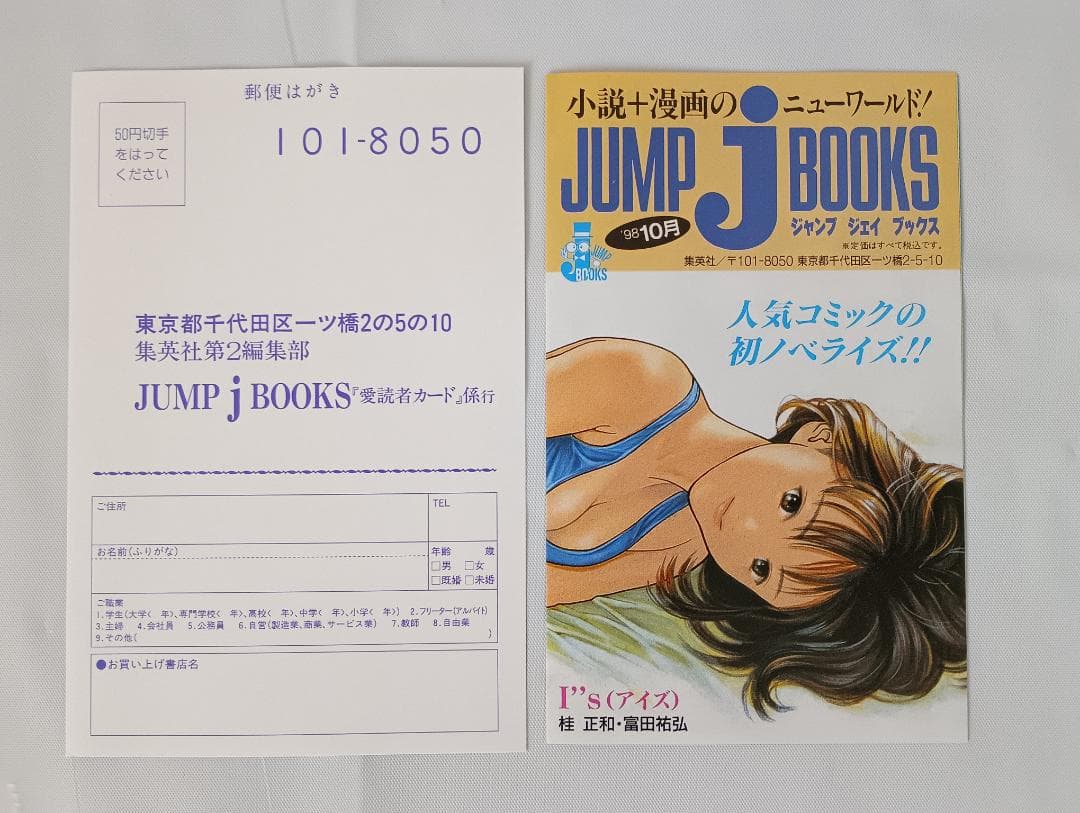 郵便はがき
50円切手
をはって
ください
101-8050
東京都千代田区一ツ橋2の5の10
集英社第2編集部
JUMP j BOOKS『愛読者カード』係行
ご住所
TEL
お名前(ふりがな)
年齢 歳
□男 □女
□既婚 □未婚
ご職業
1.学生(大学〈 年〉、専門学校〈 年〉、高校〈 年〉、中学〈 年〉、小学〈 年〉) 2.フリーター(アルバイト)
3.主婦 4.会社員 5.公務員 6.自営(製造業、商業、サービス業) 7.教師 8.自由業
9.その他( )
●お買い上げ書店名
小説+漫画のニューワールド!
JUMP j BOOKS
ジャンプ ジェイ ブックス
'98 10月
※定価はすべて税込です。
集英社/〒101-8050 東京都千代田区一ツ橋2-5-10
JUMP
j BOOKS
人気コミックの
初ノベライズ!!
I"s(アイズ)
桂 正和・富田祐弘